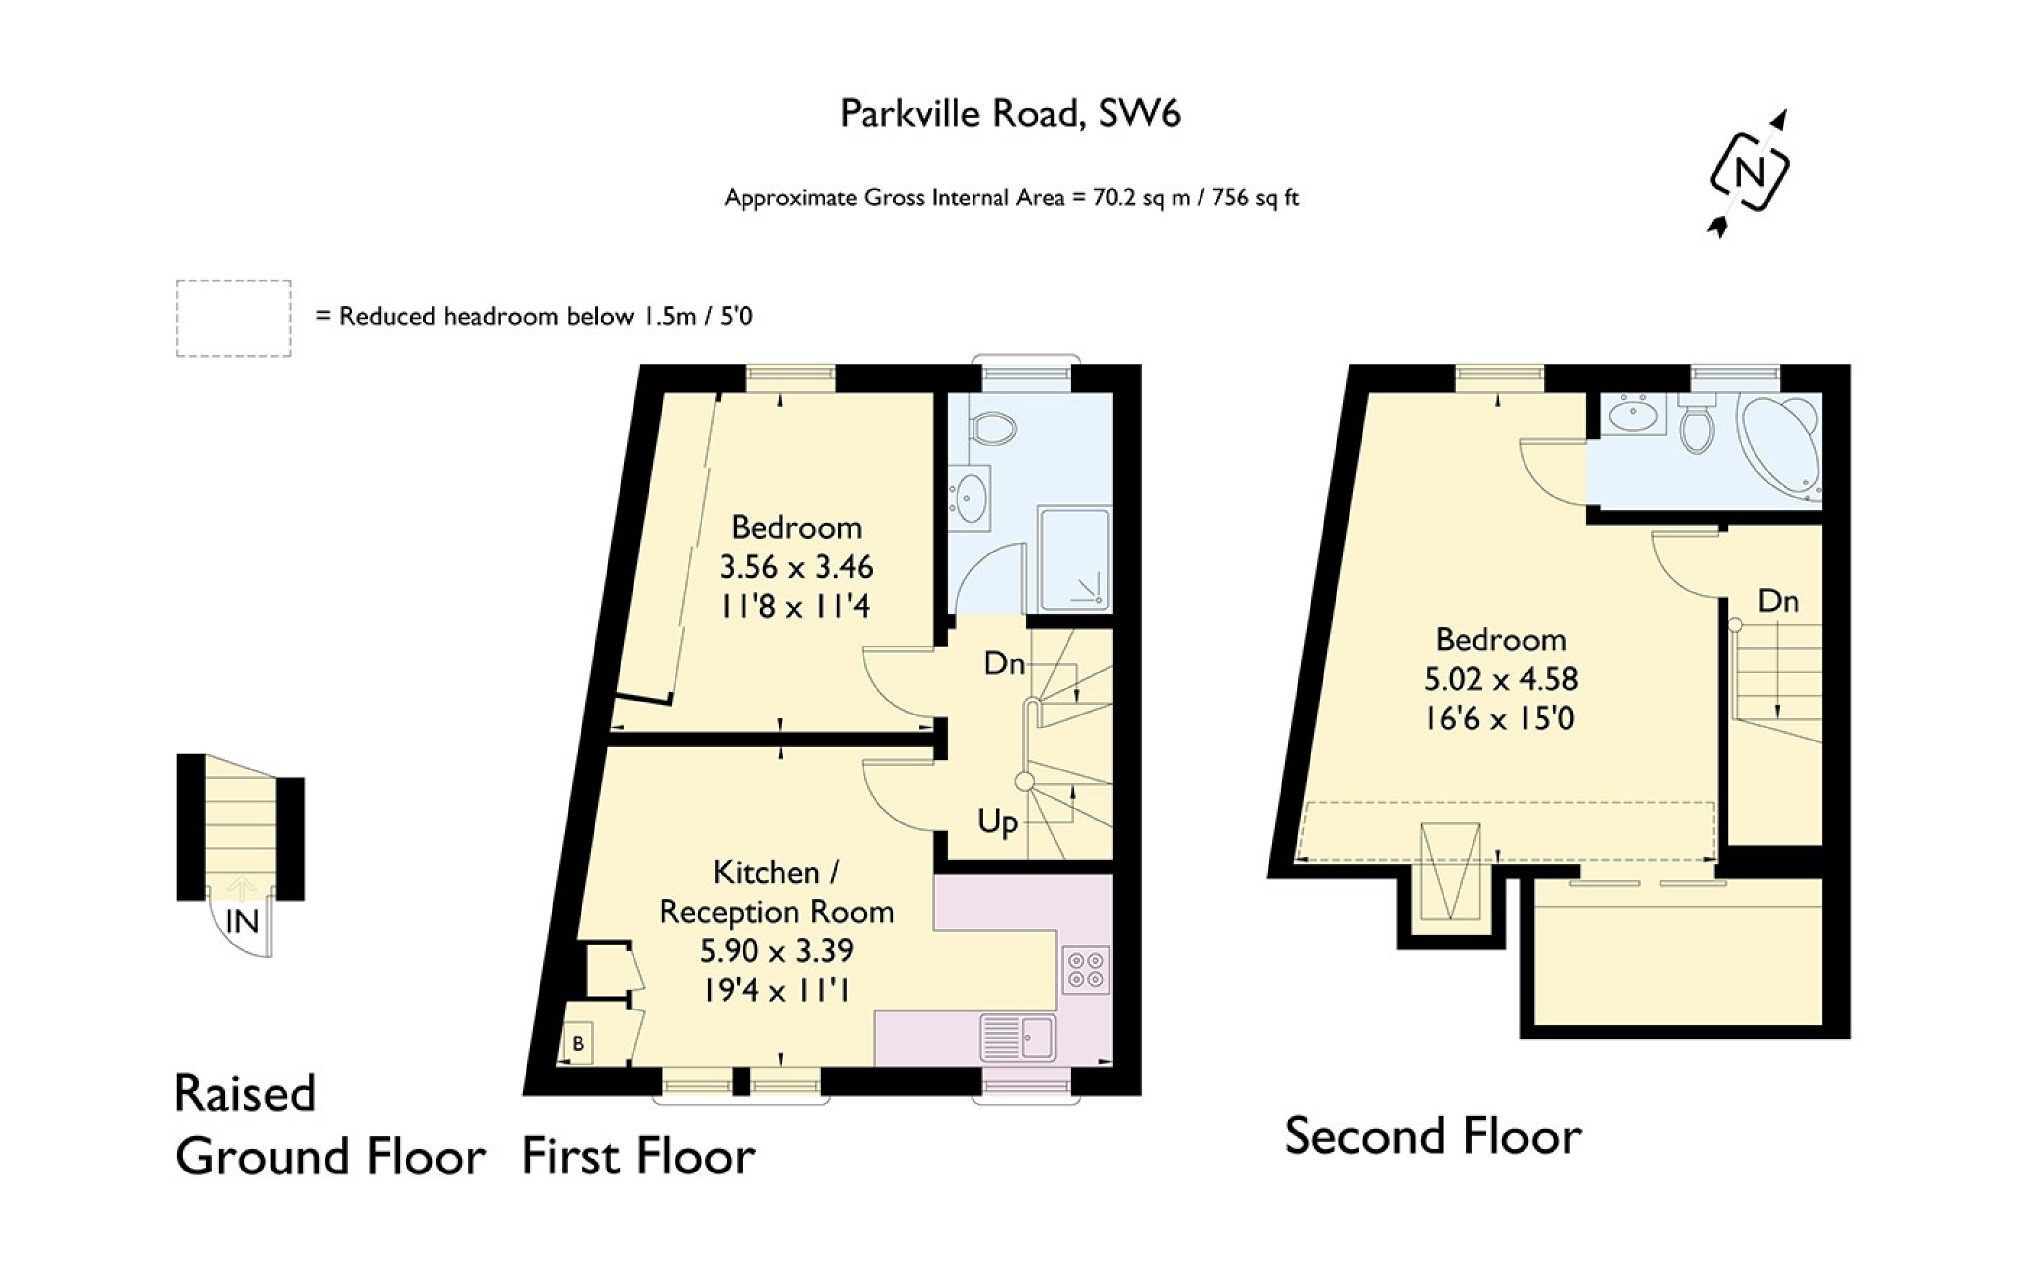 Parkville Road, SW6
N
Approximate Gross Internal Area = 70.2 sq m / 756 sq ft
= Reduced headroom below 1.5m / 5'0
IN
Raised
Ground Floor
Bedroom
3.56 x 3.46
11'8 x 11'4
Dn
Up
Kitchen /
Reception Room
5.90 x 3.39
19'4 x 11'1
B
First Floor
Dn
Bedroom
5.02 x 4.58
16'6 x 15'0
Second Floor